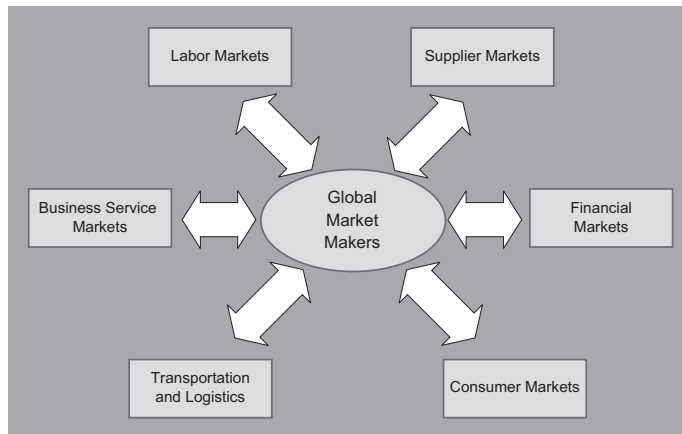 Labor Markets
Supplier Markets
Business Service
Markets
Global
Market
Makers
Financial
Markets
Transportation
and Logistics
Consumer Markets